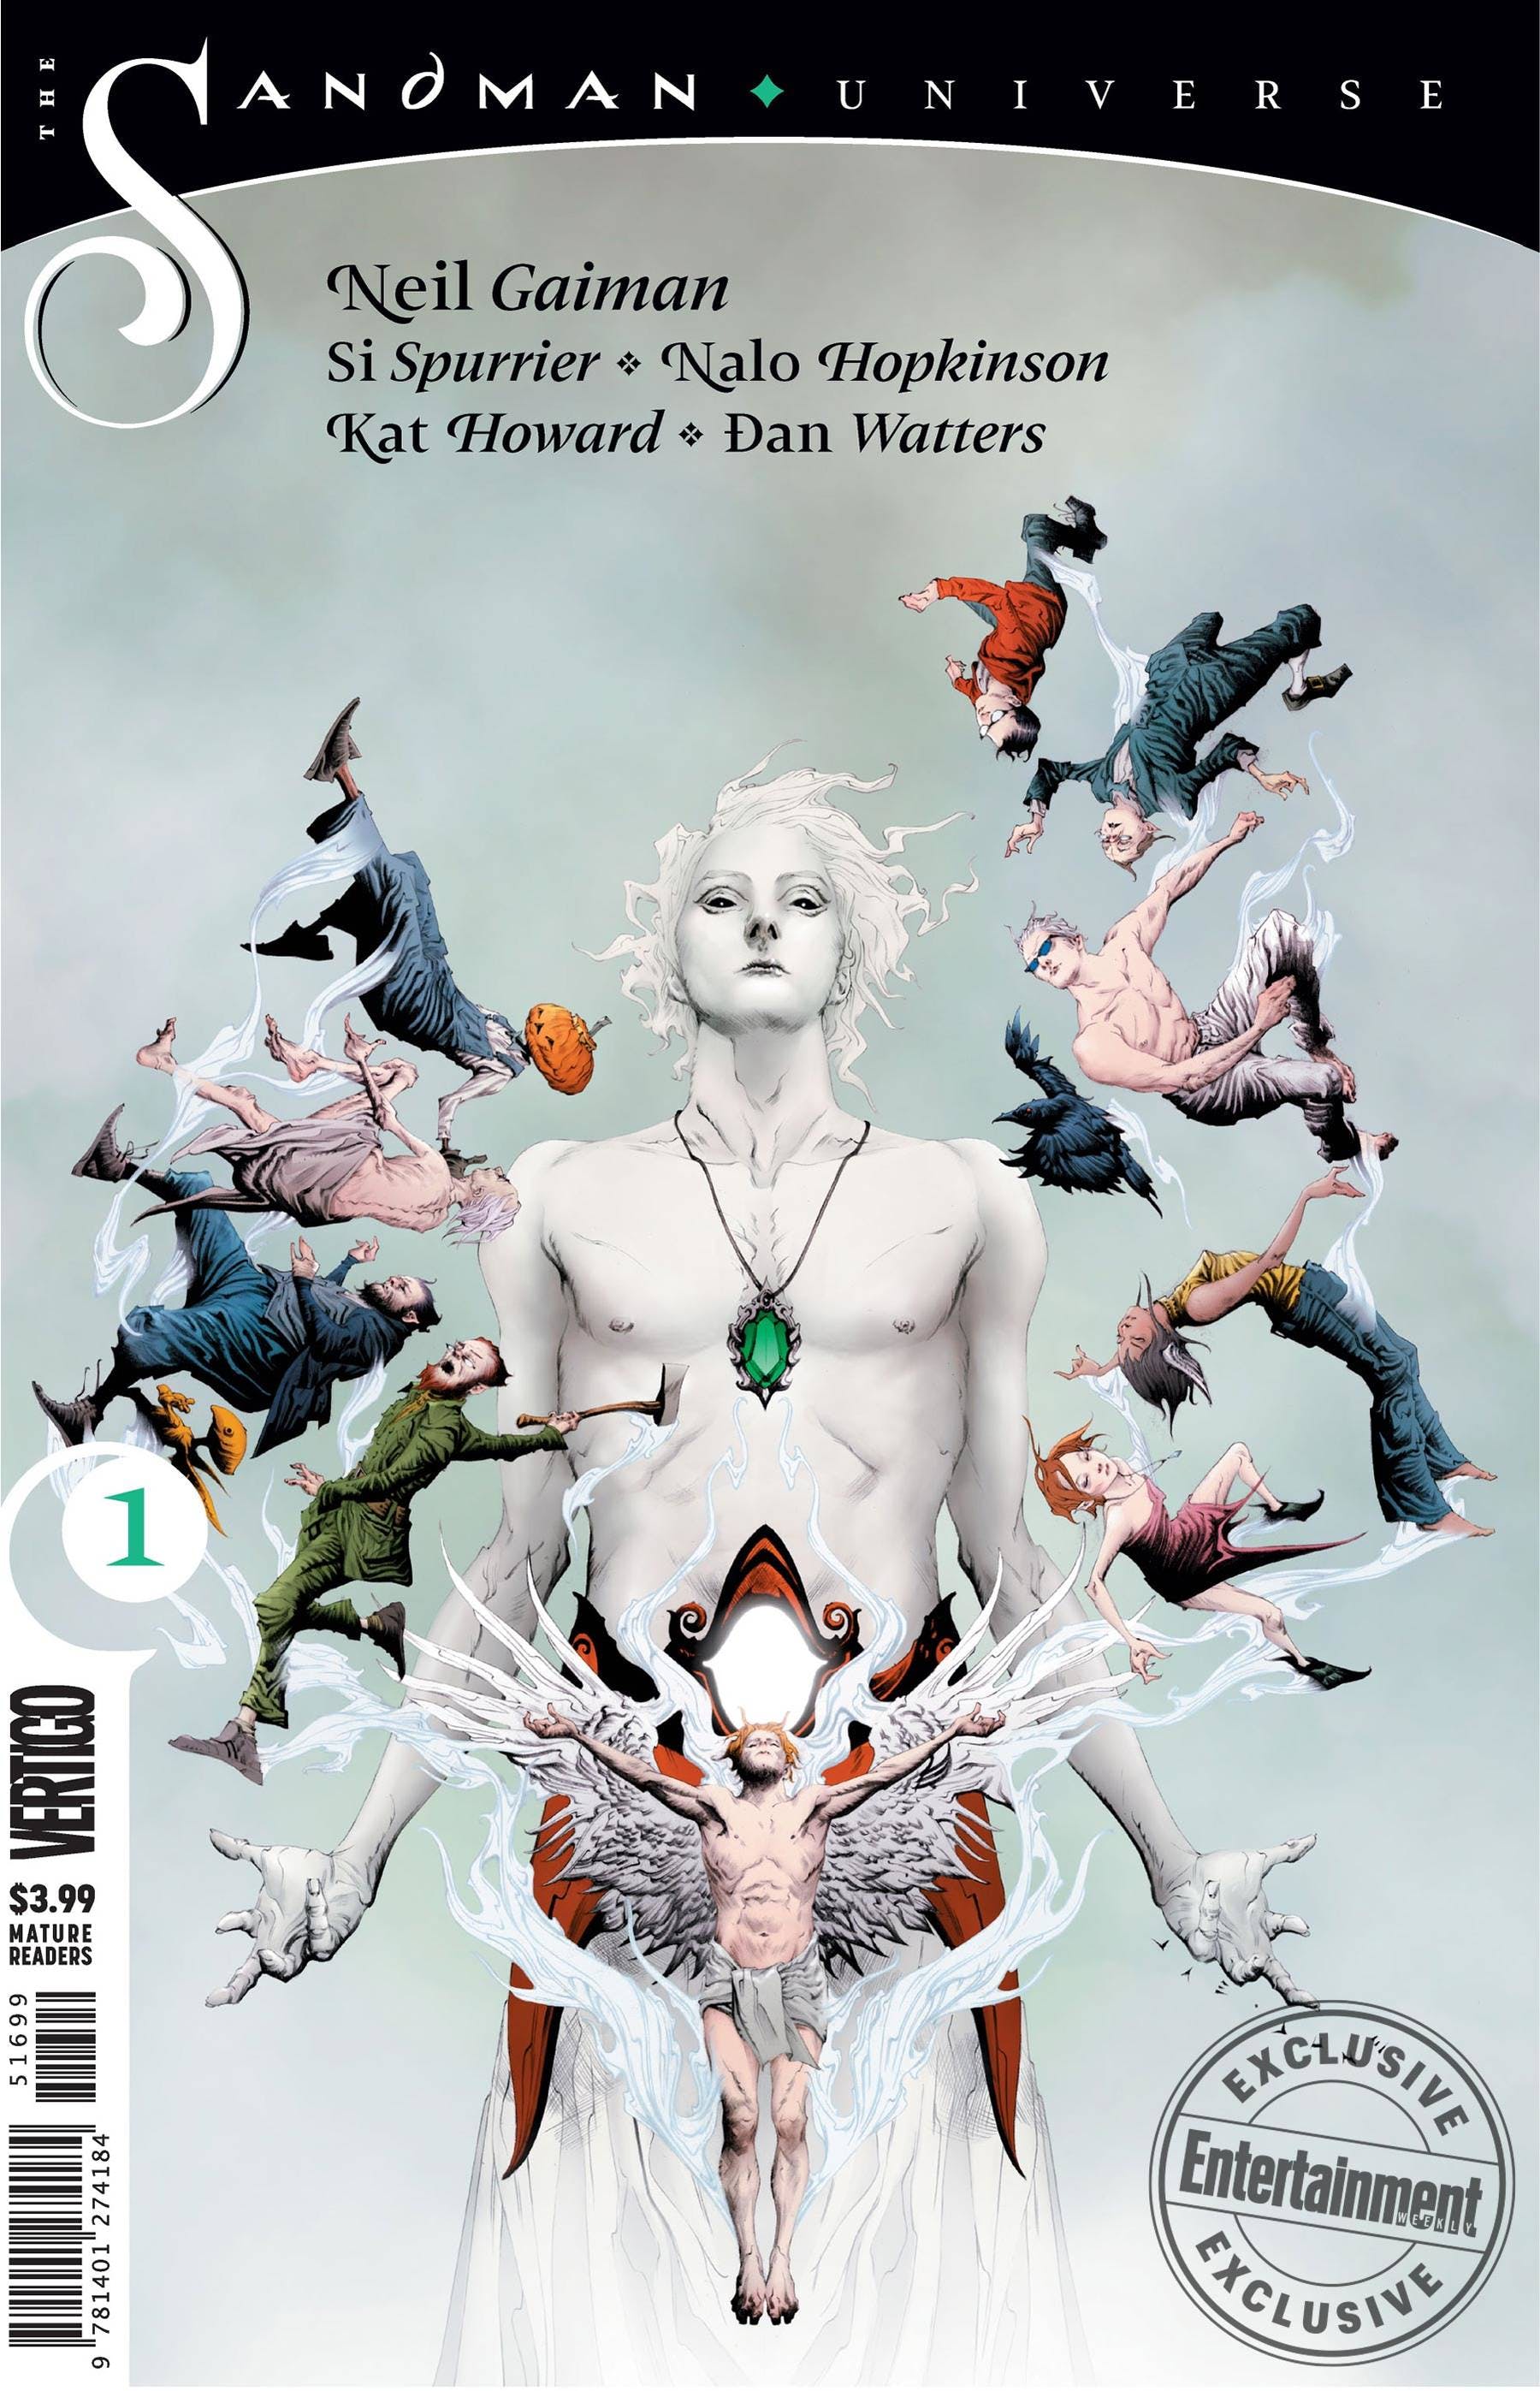 THE SANDMAN UNIVERSE
Neil Gaiman
Si Spurrier Nalo Hopkinson
Kat Howard Dan Watters
1
VERTIGO
$3.99
MATURE
READERS
51699
9 781401 274184
EXCLUSIVE
Entertainment
WEEKLY
EXCLUSIVE